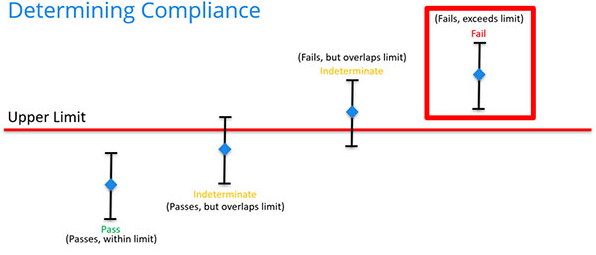 Determining Compliance
(Fails, exceeds limit)
Fail
(Fails, but overlaps limit)
Indeterminate
Upper Limit
Indeterminate
(Passes, but overlaps limit)
Pass
(Passes, within limit)